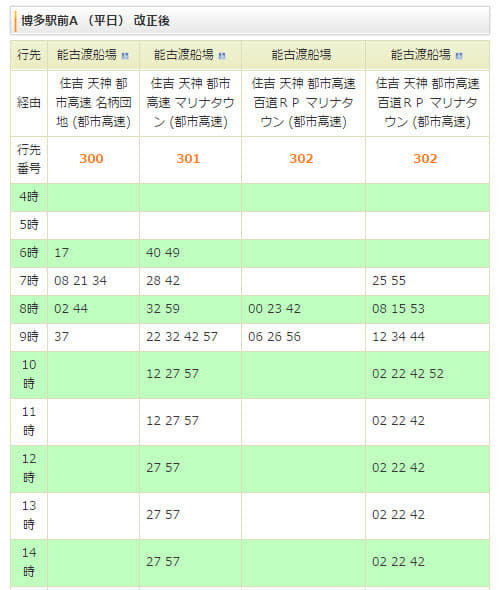 博多駅前A （平日） 改正後
行先 能古渡船場 能古渡船場 能古渡船場 能古渡船場
経由 住吉 天神 都市高速 名柄団地 (都市高速) 住吉 天神 都市高速 マリナタウン (都市高速) 住吉 天神 都市高速 百道ＲＰ マリナタウン (都市高速) 住吉 天神 都市高速 百道ＲＰ マリナタウン (都市高速)
行先番号 300 301 302 302
4時
5時
6時 17 40 49
7時 08 21 34 28 42 25 55
8時 02 44 32 59 00 23 42 08 15 53
9時 37 22 32 42 57 06 26 56 12 34 44
10時 12 27 57 02 22 42 52
11時 12 27 57 02 22 42
12時 27 57 02 22 42
13時 27 57 02 22 42
14時 27 57 02 22 42